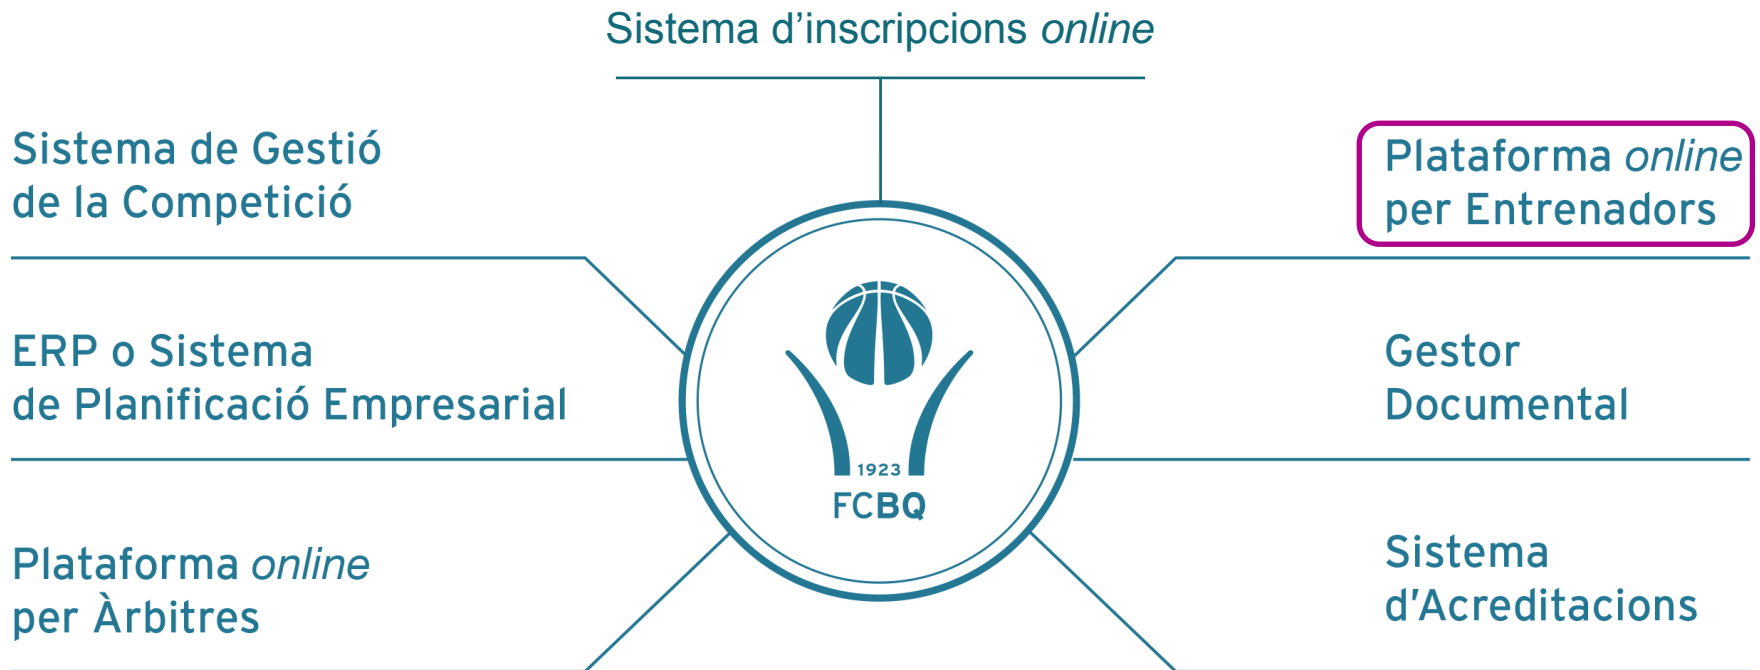 Sistema d’inscripcions online
Sistema de Gestió
de la Competició
Plataforma online
per Entrenadors
ERP o Sistema
de Planificació Empresarial
Gestor
Documental
1923
FCBQ
Plataforma online
per Àrbitres
Sistema
d’Acreditacions